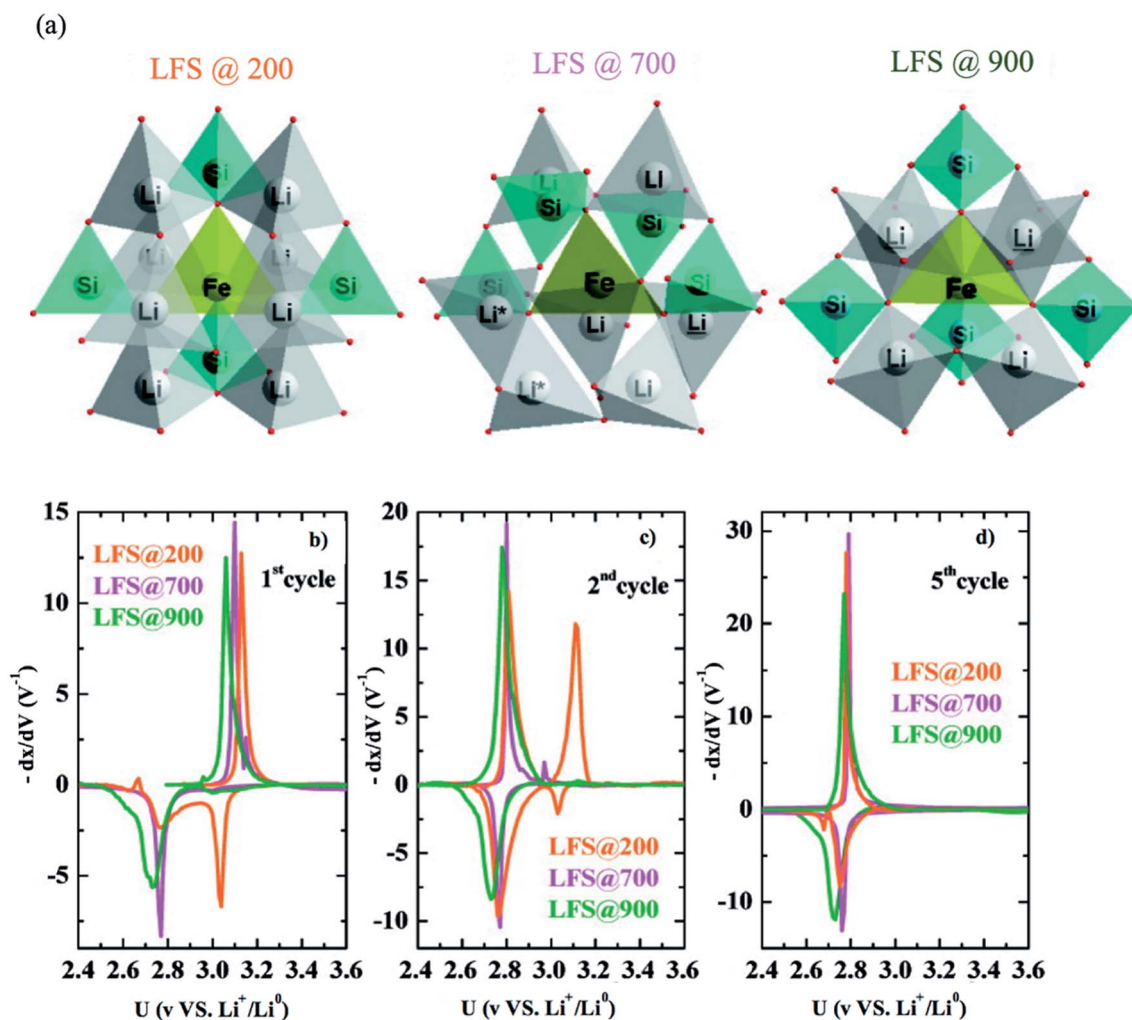 (a)
LFS @ 200
LFS @ 700
LFS @ 900
Si
Li
Li
Li
Li
Si
Fe
Si
Li
Li
Si
Li
Li
Li
Li
Si
Si
Si
Fe
Si
Li*
Li
Li
Li*
Li
Si
Li
Li
Si
Fe
Si
Si
Li
Li
15
10
5
0
-5
- dx/dV (V⁻¹)
b)
LFS@200
LFS@700
LFS@900
1ˢᵗcycle
2.4 2.6 2.8 3.0 3.2 3.4 3.6
U (v VS. Li⁺/Li⁰)
20
15
10
5
0
-5
-10
- dx/dV (V⁻¹)
c)
2ⁿᵈcycle
LFS@200
LFS@700
LFS@900
2.4 2.6 2.8 3.0 3.2 3.4 3.6
U (v VS. Li⁺/Li⁰)
30
20
10
0
-10
- dx/dV (V⁻¹)
d)
5ᵗʰcycle
LFS@200
LFS@700
LFS@900
2.4 2.6 2.8 3.0 3.2 3.4 3.6
U (v VS. Li⁺/Li⁰)